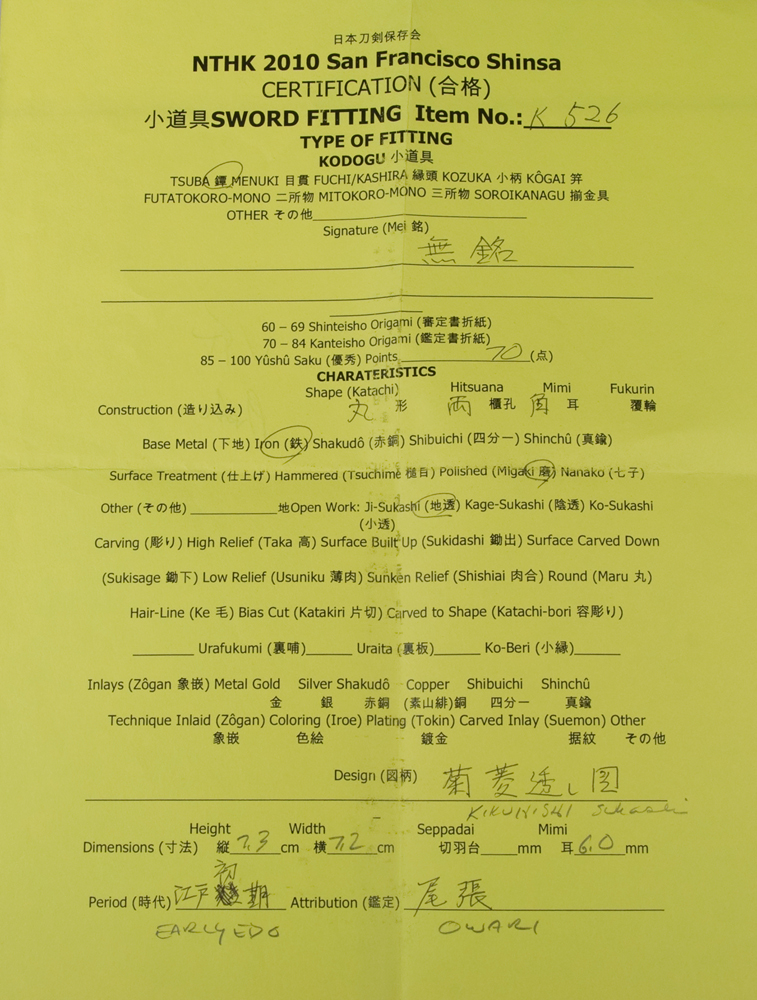 日本刀剣保存会
NTHK 2010 San Francisco Shinsa
CERTIFICATION (合格)
小道具SWORD FITTING Item No.: K 526
TYPE OF FITTING
KODOGU 小道具
TSUBA 鐔 MENUKI 目貫 FUCHI/KASHIRA 縁頭 KOZUKA 小柄 KÔGAI 笄
FUTATOKORO-MONO 二所物 MITOKORO-MONO 三所物 SOROIKANAGU 揃金具
OTHER その他
Signature (Mei 銘)
無銘
60 – 69 Shinteisho Origami (審定書折紙)
70 – 84 Kanteisho Origami (鑑定書折紙)
85 – 100 Yûshû Saku (優秀) Points 70 (点)
CHARATERISTICS
Shape (Katachi) Hitsuana Mimi Fukurin
Construction (造り込み) 丸 形 両 櫃孔 角 耳 覆輪
Base Metal (下地) Iron (鉄) Shakudô (赤銅) Shibuichi (四分一) Shinchû (真鍮)
Surface Treatment (仕上げ) Hammered (Tsuchime 槌目) Polished (Migaki 磨) Nanako (七子)
Other (その他) 地Open Work: Ji-Sukashi (地透) Kage-Sukashi (陰透) Ko-Sukashi
(小透)
Carving (彫り) High Relief (Taka 高) Surface Built Up (Sukidashi 鋤出) Surface Carved Down
(Sukisage 鋤下) Low Relief (Usuniku 薄肉) Sunken Relief (Shishiai 肉合) Round (Maru 丸)
Hair-Line (Ke 毛) Bias Cut (Katakiri 片切) Carved to Shape (Katachi-bori 容彫り)
Urafukumi (裏哺) Uraita (裏板) Ko-Beri (小縁)
Inlays (Zôgan 象嵌) Metal Gold Silver Shakudô Copper Shibuichi Shinchû
金 銀 赤銅 (素山緋)銅 四分一 真鍮
Technique Inlaid (Zôgan) Coloring (Iroe) Plating (Tokin) Carved Inlay (Suemon) Other
象嵌 色絵 鍍金 据紋 その他
Design (図柄) 菊菱透し図
KIKUHISHI Sukashi
Height Width Seppadai Mimi
Dimensions (寸法) 縦 7.3 cm 横 7.2 cm 切羽台 mm 耳 6.0 mm
Period (時代) 江戸初期 Attribution (鑑定) 尾張
EARLY EDO OWARI